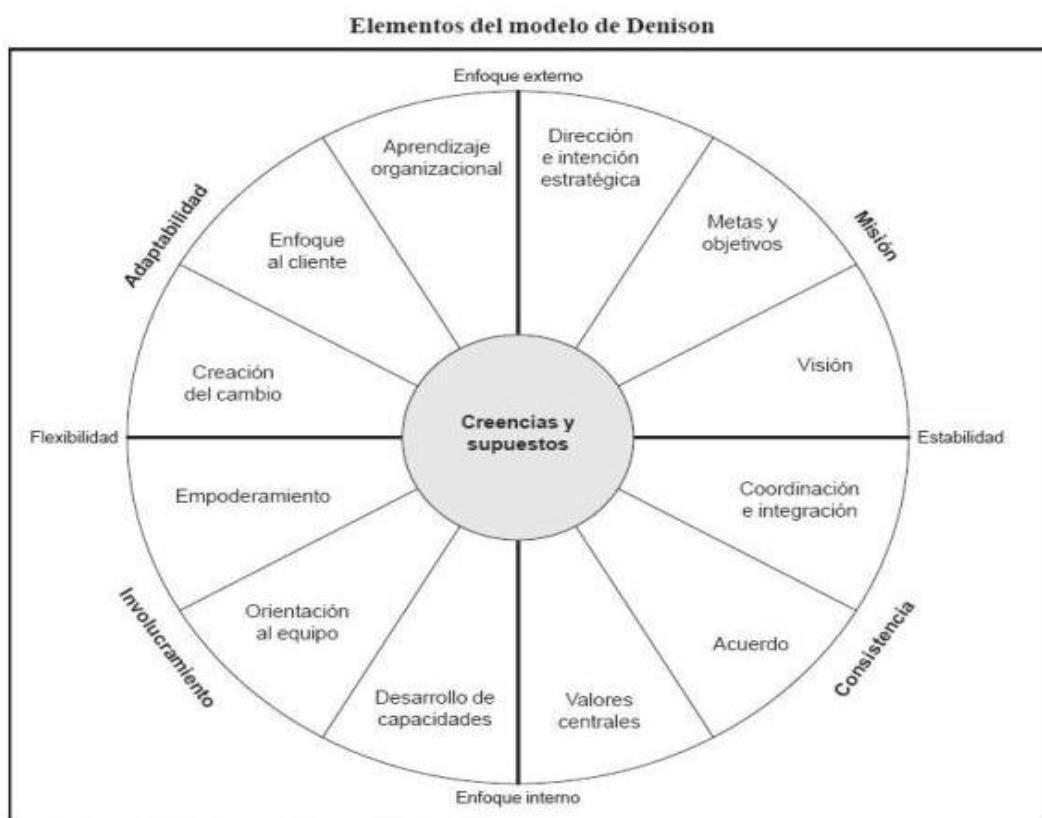 Elementos del modelo de Denison
Enfoque externo
Aprendizaje
organizacional
Dirección
e intención
estratégica
Adaptabilidad
Enfoque
al cliente
Metas y
objetivos
Misión
Creación
del cambio
Visión
Creencias y
supuestos
Flexibilidad
Estabilidad
Empoderamiento
Coordinación
e integración
Involucramiento
Orientación
al equipo
Acuerdo
Consistencia
Desarrollo de
capacidades
Valores
centrales
Enfoque interno